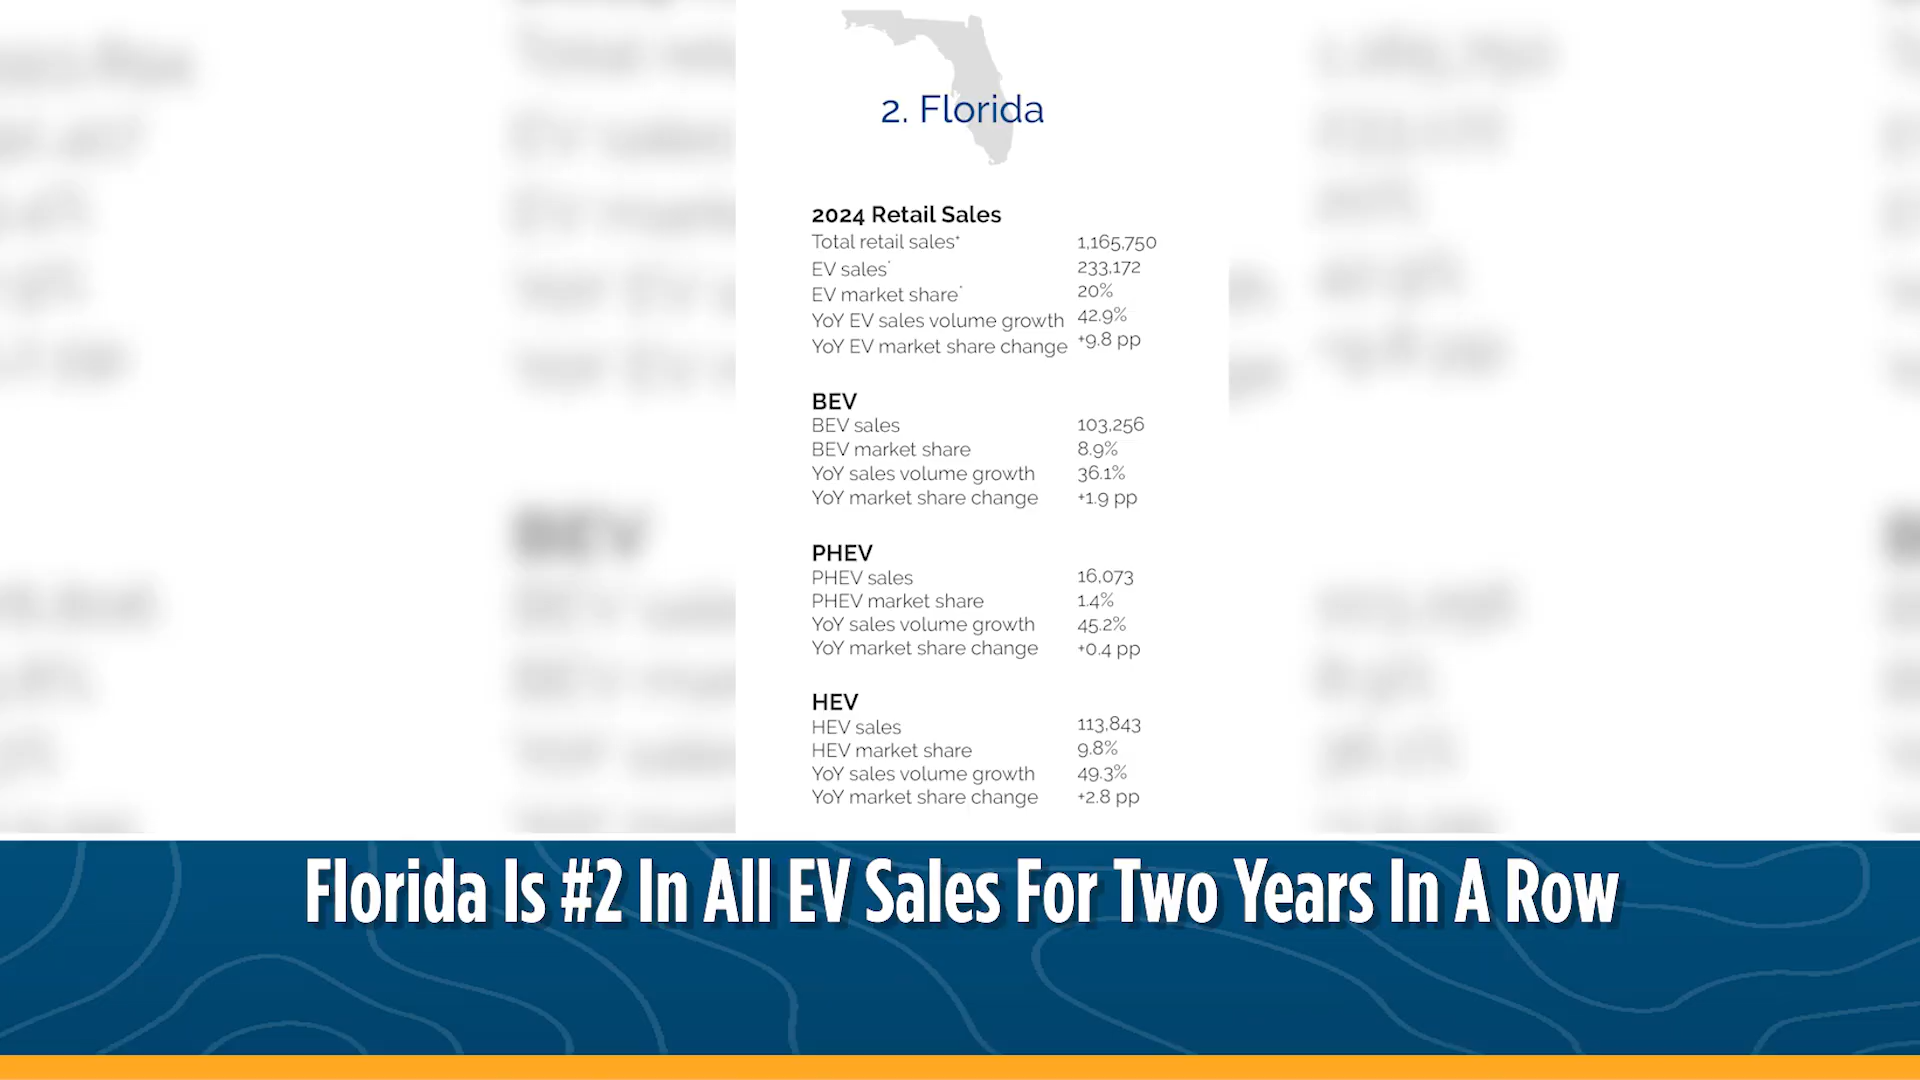 2. Florida
2024 Retail Sales
Total retail sales* 1,165,750
EV sales* 233,172
EV market share* 20%
YoY EV sales volume growth 42.9%
YoY EV market share change +9.8 pp
BEV
BEV sales 103,256
BEV market share 8.9%
YoY sales volume growth 36.1%
YoY market share change +1.9 pp
PHEV
PHEV sales 16,073
PHEV market share 1.4%
YoY sales volume growth 45.2%
YoY market share change +0.4 pp
HEV
HEV sales 113,843
HEV market share 9.8%
YoY sales volume growth 49.3%
YoY market share change +2.8 pp
Florida Is #2 In All EV Sales For Two Years In A Row